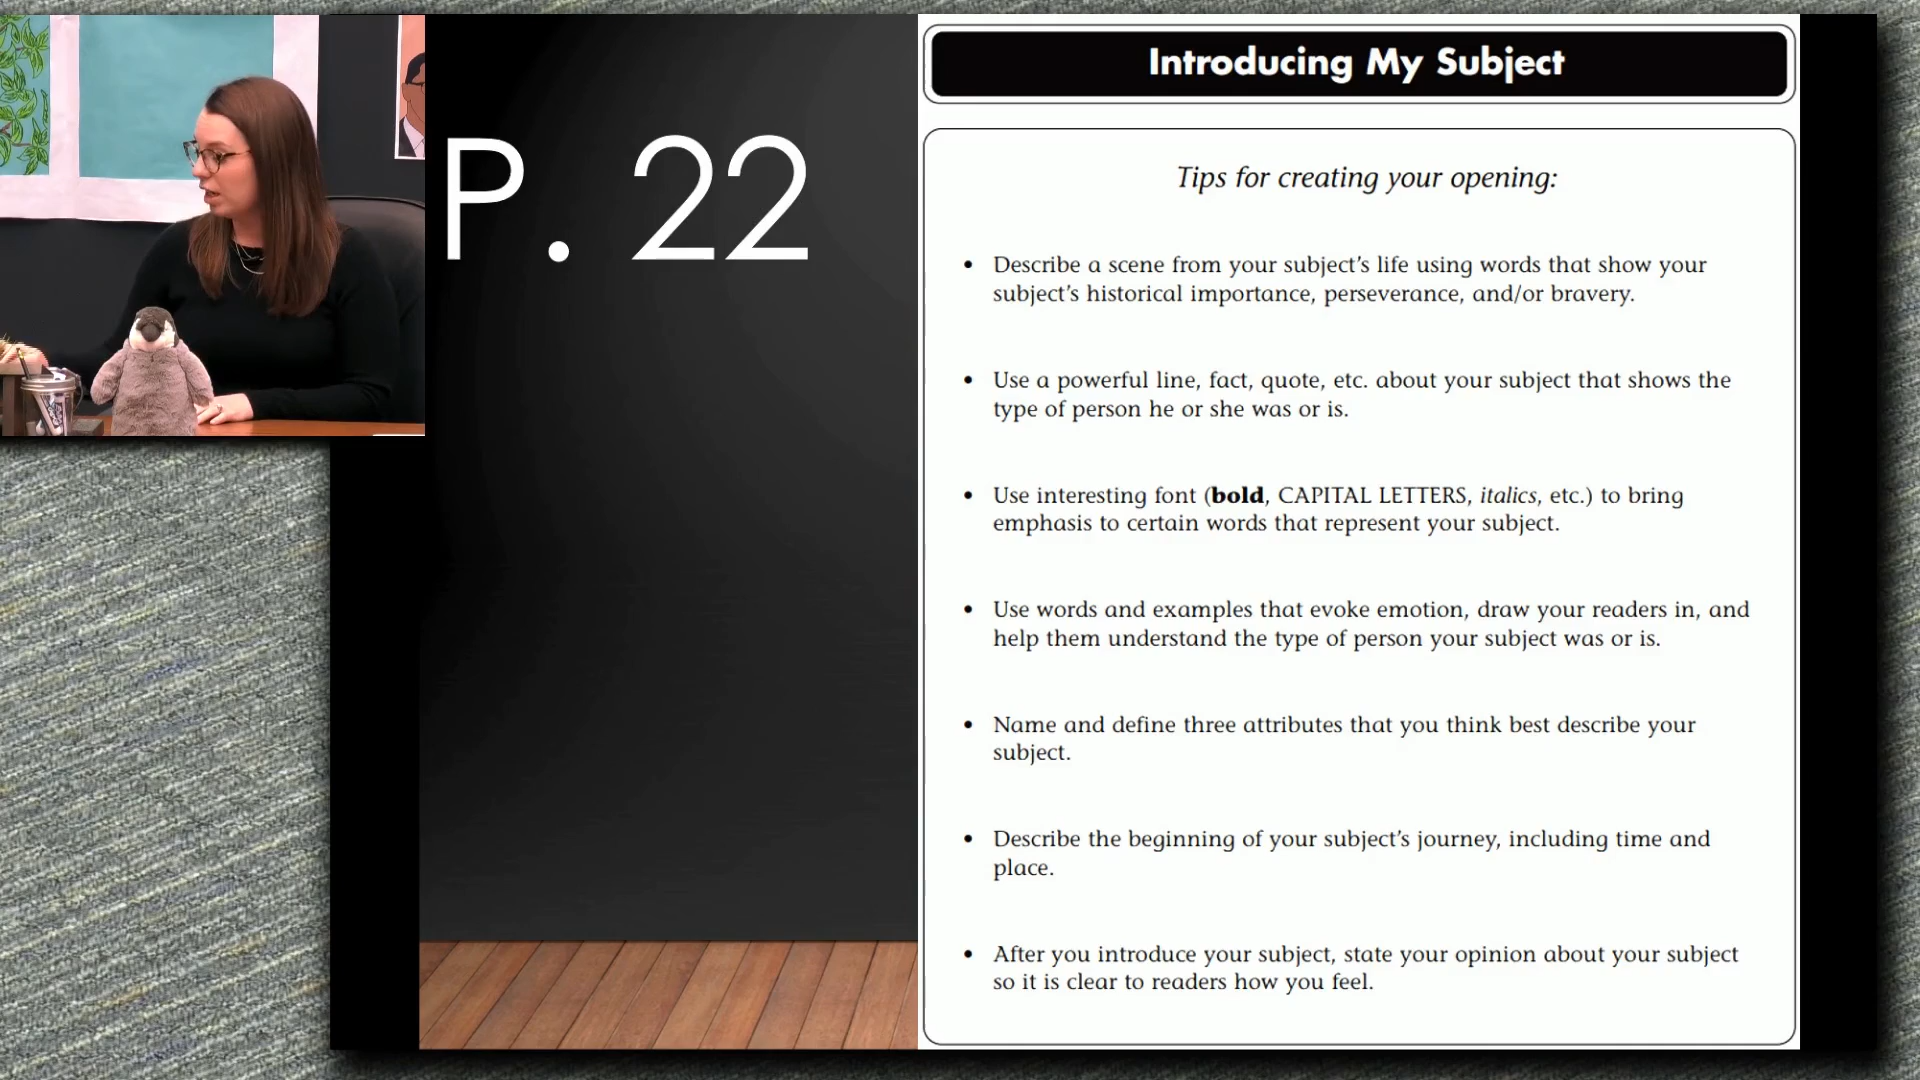 P. 22
Introducing My Subject
Tips for creating your opening:
• Describe a scene from your subject's life using words that show your
subject's historical importance, perseverance, and/or bravery.
• Use a powerful line, fact, quote, etc. about your subject that shows the
type of person he or she was or is.
• Use interesting font (bold, CAPITAL LETTERS, italics, etc.) to bring
emphasis to certain words that represent your subject.
• Use words and examples that evoke emotion, draw your readers in, and
help them understand the type of person your subject was or is.
• Name and define three attributes that you think best describe your
subject.
• Describe the beginning of your subject's journey, including time and
place.
• After you introduce your subject, state your opinion about your subject
so it is clear to readers how you feel.